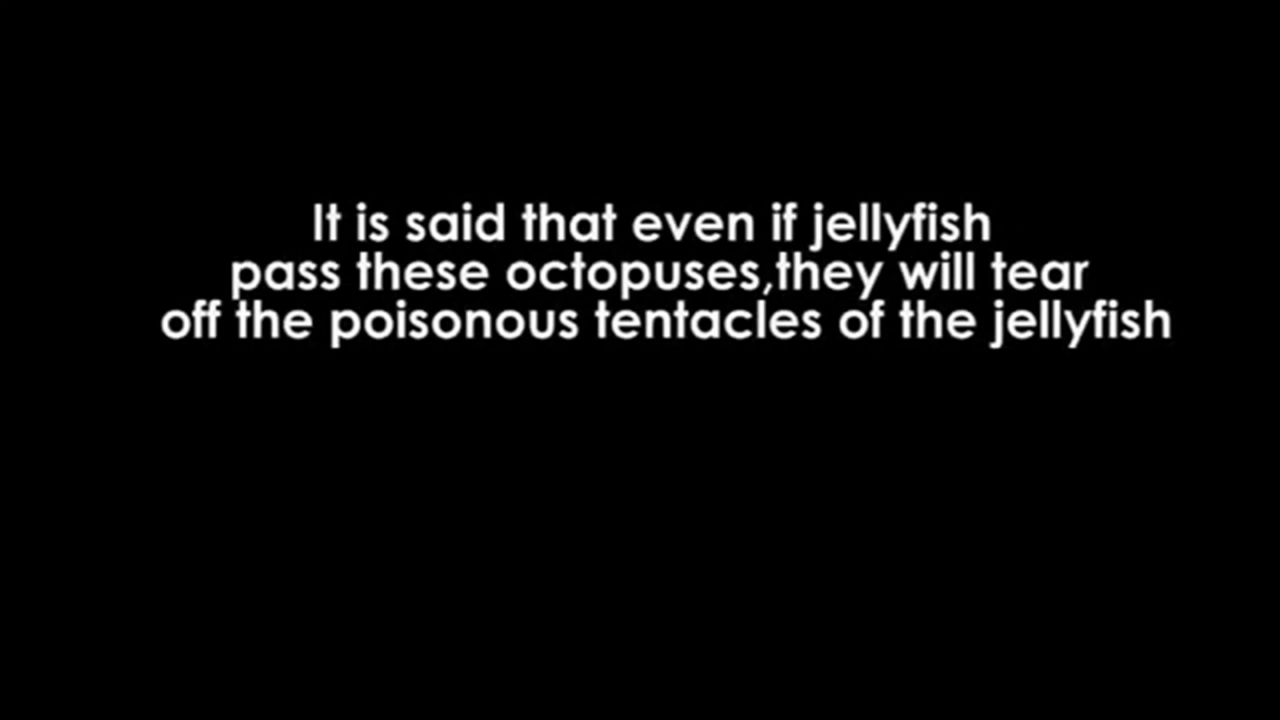 It is said that even if jellyfish
pass these octopuses,they will tear
off the poisonous tentacles of the jellyfish